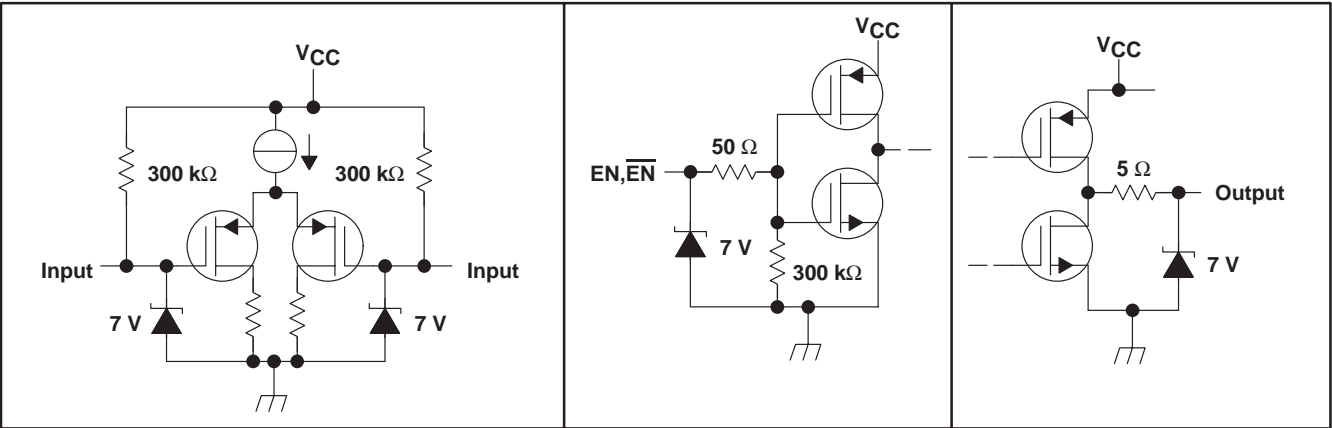 VCC
300 kΩ
300 kΩ
Input
Input
7 V
7 V
VCC
50 Ω
EN,E̅N̅
7 V
300 kΩ
VCC
5 Ω
Output
7 V